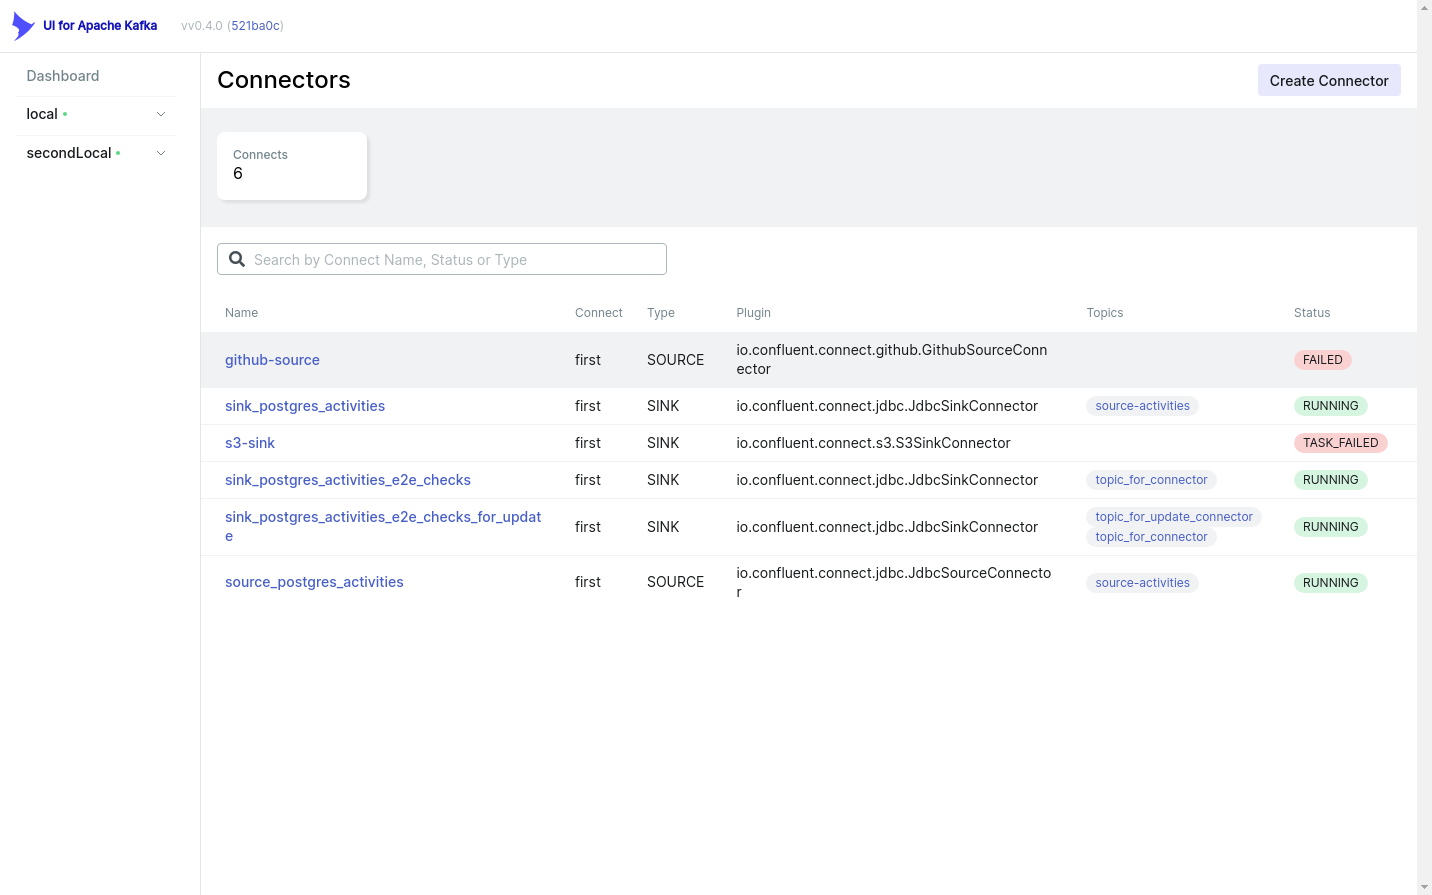 UI for Apache Kafka
vv0.4.0 (521ba0c)
Dashboard
local
secondLocal
Connectors
Create Connector
Connects
6
Search by Connect Name, Status or Type
Name Connect Type Plugin Topics Status
github-source first SOURCE io.confluent.connect.github.GithubSourceConn
ector
FAILED
sink_postgres_activities first SINK io.confluent.connect.jdbc.JdbcSinkConnector source-activities RUNNING
s3-sink first SINK io.confluent.connect.s3.S3SinkConnector TASK_FAILED
sink_postgres_activities_e2e_checks first SINK io.confluent.connect.jdbc.JdbcSinkConnector topic_for_connector RUNNING
sink_postgres_activities_e2e_checks_for_updat
e
first SINK io.confluent.connect.jdbc.JdbcSinkConnector
topic_for_update_connector
topic_for_connector
RUNNING
source_postgres_activities first SOURCE io.confluent.connect.jdbc.JdbcSourceConnecto
r
source-activities RUNNING